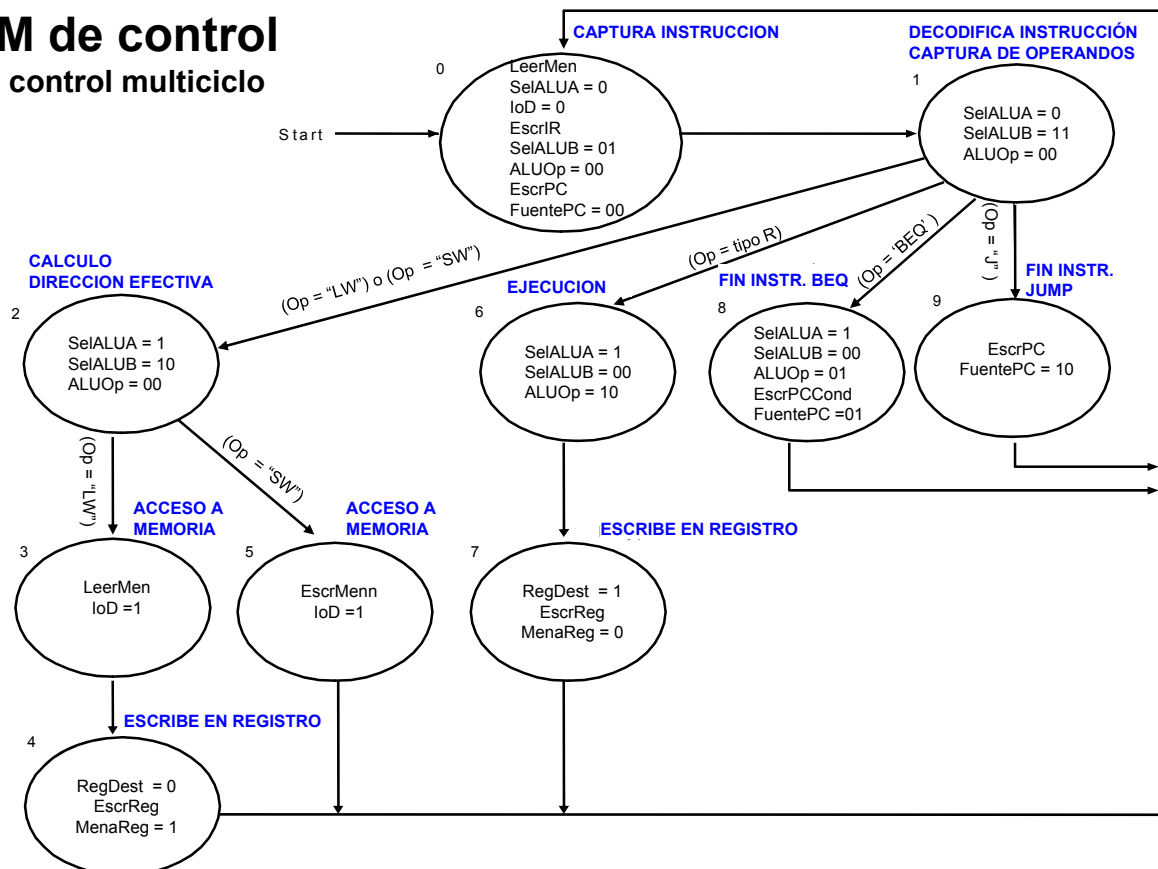 M de control
control multiciclo
CAPTURA INSTRUCCION
DECODIFICA INSTRUCCIÓN
CAPTURA DE OPERANDOS
0
LeerMen
SelALUA = 0
IoD = 0
EscrIR
SelALUB = 01
ALUOp = 00
EscrPC
FuentePC = 00
Start
1
SelALUA = 0
SelALUB = 11
ALUOp = 00
(Op = "LW") o (Op = "SW")
(Op = tipo R)
(Op = 'BEQ' )
(Op = "J")
CALCULO
DIRECCION EFECTIVA
2
SelALUA = 1
SelALUB = 10
ALUOp = 00
EJECUCION
6
SelALUA = 1
SelALUB = 00
ALUOp = 10
FIN INSTR. BEQ
8
SelALUA = 1
SelALUB = 00
ALUOp = 01
EscrPCCond
FuentePC =01
FIN INSTR.
JUMP
9
EscrPC
FuentePC = 10
(Op = "LW")
(Op = "SW")
ACCESO A
MEMORIA
3
LeerMen
IoD =1
ACCESO A
MEMORIA
5
EscrMenn
IoD =1
ESCRIBE EN REGISTRO
7
RegDest = 1
EscrReg
MenaReg = 0
ESCRIBE EN REGISTRO
4
RegDest = 0
EscrReg
MenaReg = 1